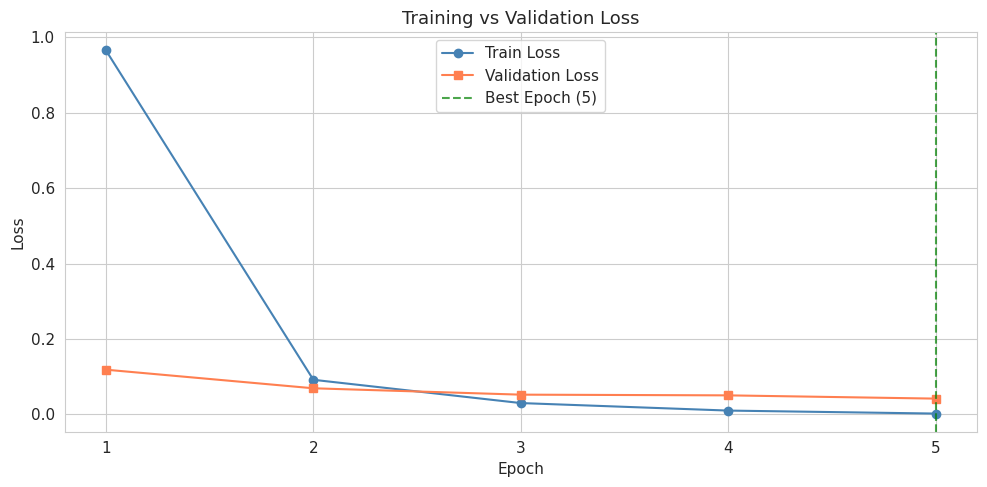 Training vs Validation Loss
Train Loss
Validation Loss
Best Epoch (5)
Loss
1.0
0.8
0.6
0.4
0.2
0.0
1 2 3 4 5
Epoch